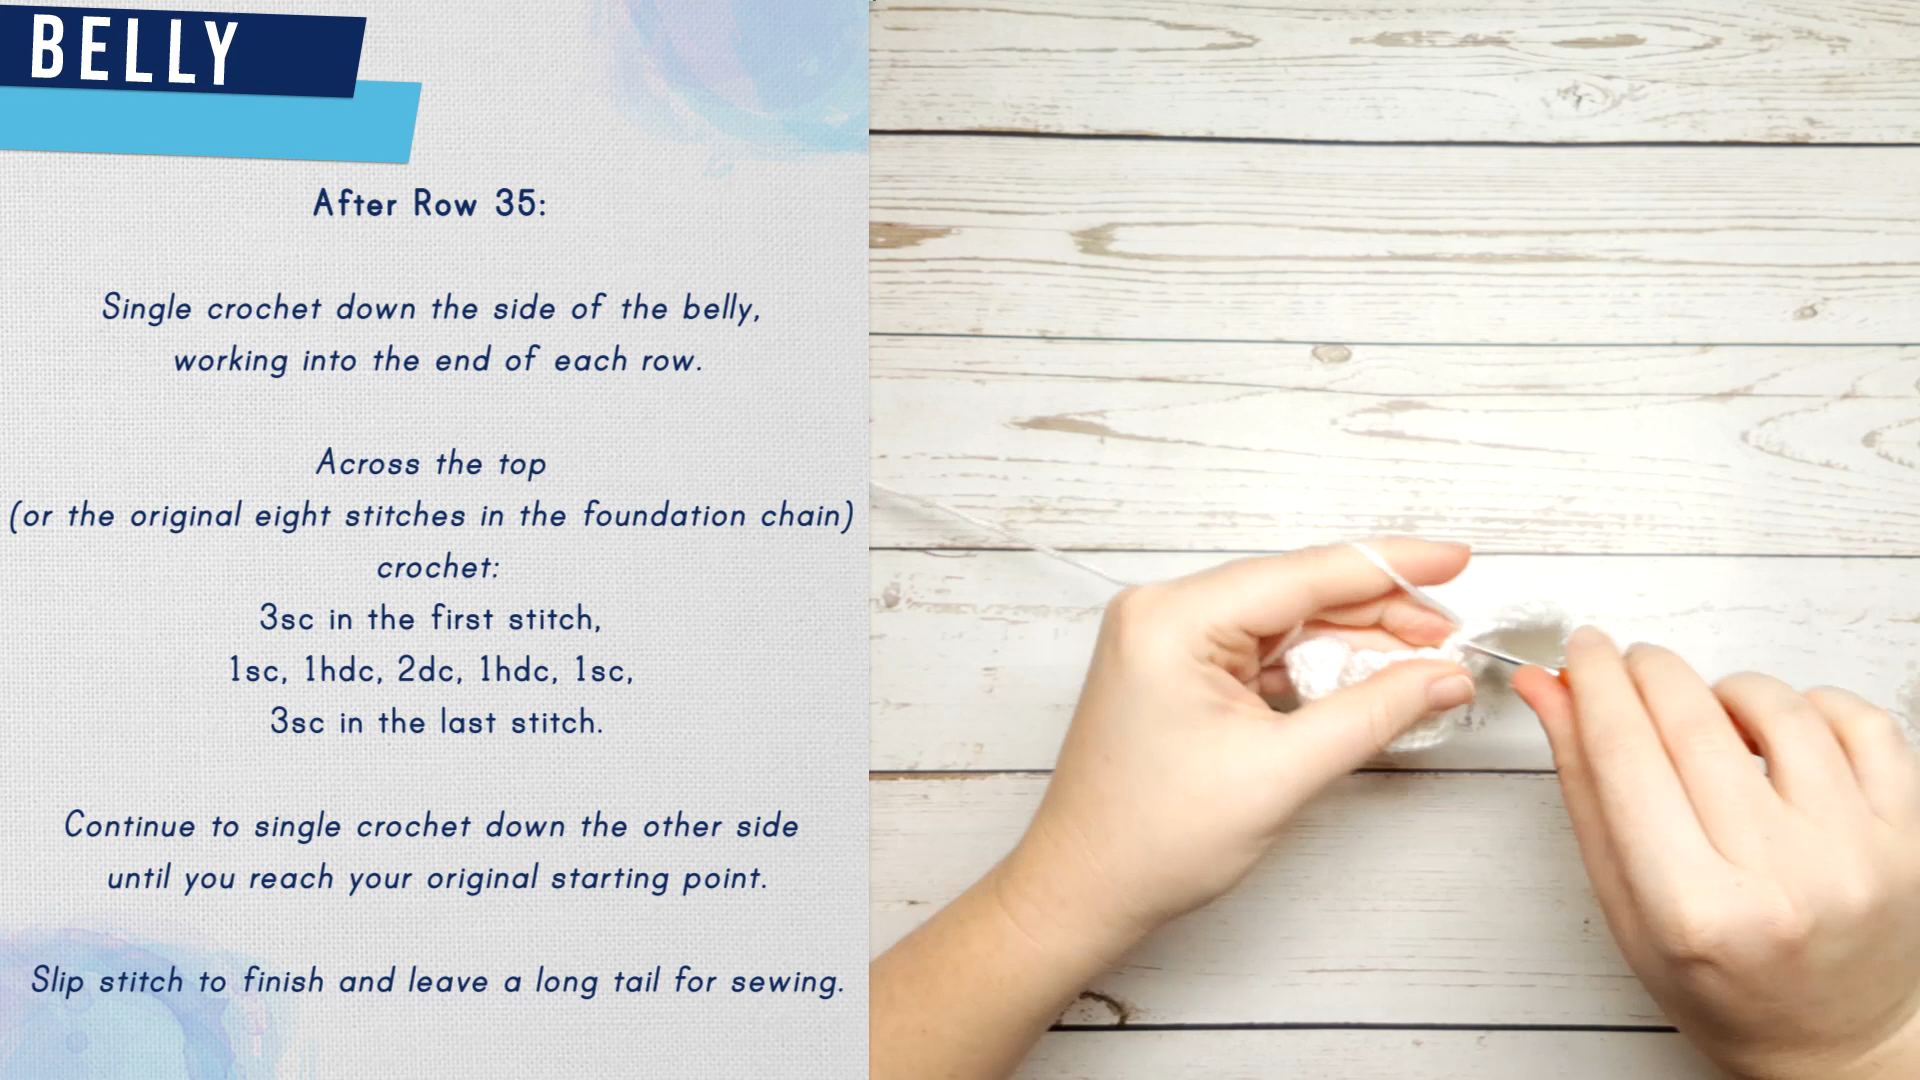 BELLY
After Row 35:
Single crochet down the side of the belly,
working into the end of each row.
Across the top
(or the original eight stitches in the foundation chain)
crochet:
3sc in the first stitch,
1sc, 1hdc, 2dc, 1hdc, 1sc,
3sc in the last stitch.
Continue to single crochet down the other side
until you reach your original starting point.
Slip stitch to finish and leave a long tail for sewing.